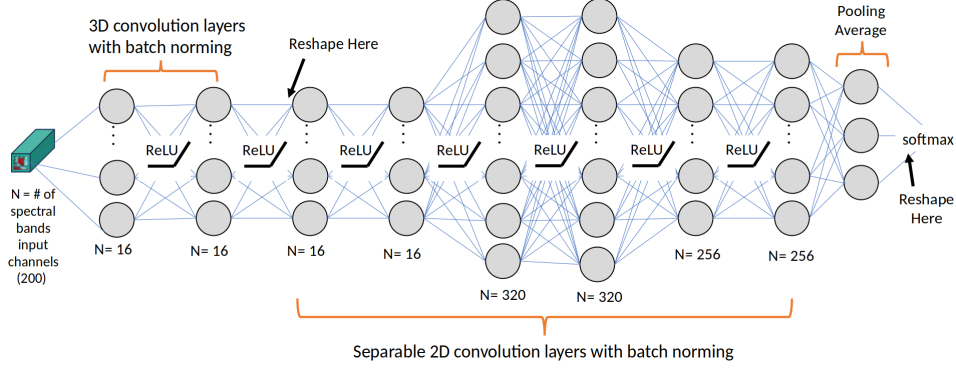 3D convolution layers
with batch norming
Reshape Here
Pooling
Average
ReLU
ReLU
ReLU
ReLU
ReLU
ReLU
ReLU
softmax
Reshape
Here
N = # of
spectral
bands
input
channels
(200)
N= 16
N= 16
N= 16
N= 16
N= 320
N= 320
N= 256
N= 256
Separable 2D convolution layers with batch norming